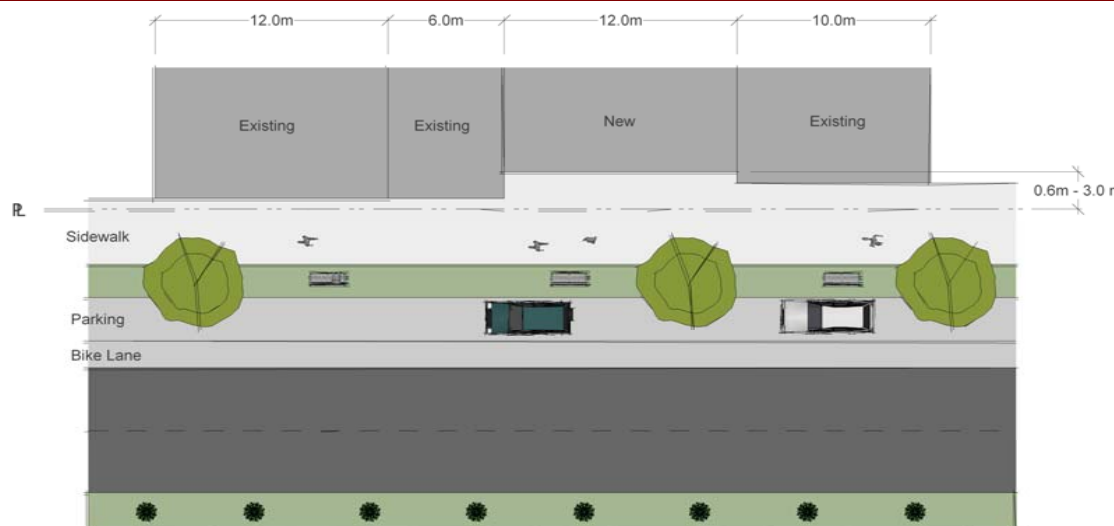 12.0m 6.0m 12.0m 10.0m
Existing Existing New Existing
0.6m - 3.0 m
PL
Sidewalk
Parking
Bike Lane